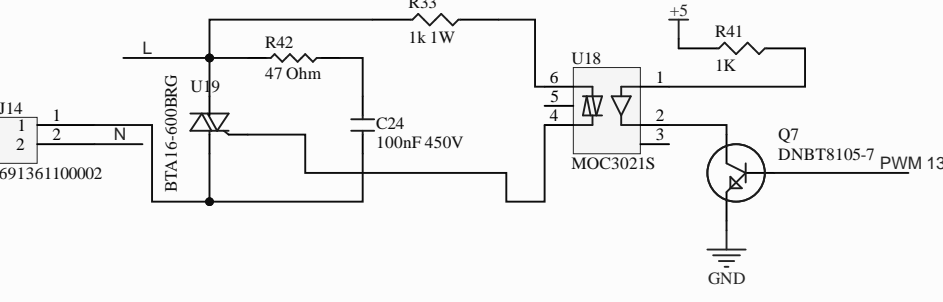 R33
1k 1W
+5
R41
1K
L
R42
47 Ohm
U19
BTA16-600BRG
C24
100nF 450V
U18
6
5
4
1
2
3
MOC3021S
J14
1
2
1
2
N
691361100002
Q7
DNBT8105-7
PWM 13
GND